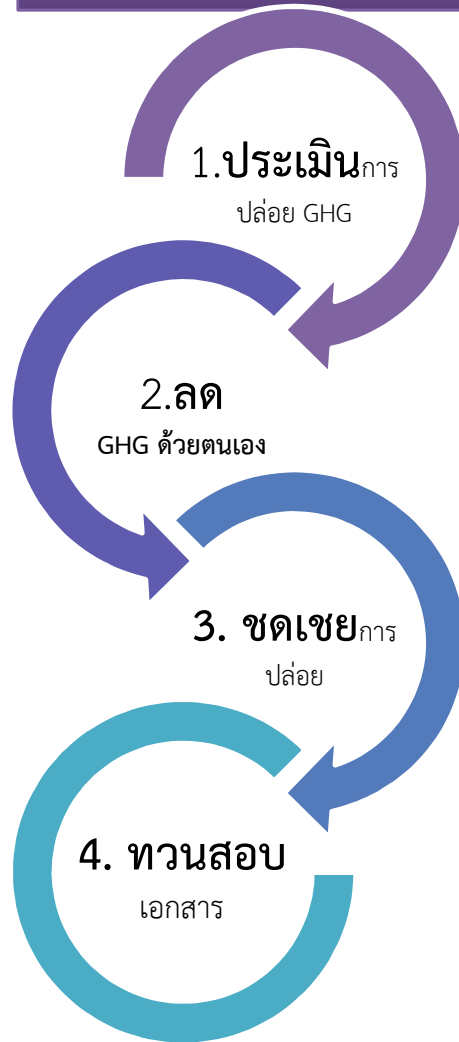 1.ประเมินการ
ปล่อย GHG
2.ลด
GHG ด้วยตนเอง
3. ชดเชยการ
ปล่อย
4. ทวนสอบ
เอกสาร